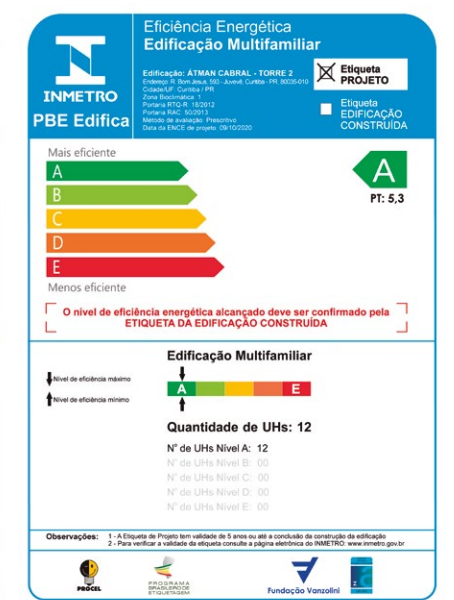 Eficiência Energética
Edificação Multifamiliar
INMETRO
PBE Edifica
Edificação: ÁTMAN CABRAL - TORRE 2
Endereço: R. Bom Jesus, 593 - Juvevê, Curitiba - PR, 80035-010
Cidade/UF: Curitiba / PR
Zona Bioclimática: 1
Portaria RTQ-R: 18/2012
Portaria RAC: 50/2013
Método de avaliação: Prescritivo
Data da ENCE de projeto: 09/10/2020
Etiqueta
PROJETO
Etiqueta
EDIFICAÇÃO
CONSTRUÍDA
Mais eficiente
A
B
C
D
E
Menos eficiente
A
PT: 5,3
O nível de eficiência energética alcançado deve ser confirmado pela
ETIQUETA DA EDIFICAÇÃO CONSTRUÍDA
Edificação Multifamiliar
Nível de eficiência máximo
Nível de eficiência mínimo
A E
Quantidade de UHs: 12
N° de UHs Nível A: 12
N° de UHs Nível B: 00
N° de UHs Nível C: 00
N° de UHs Nível D: 00
N° de UHs Nível E: 00
Observações: 1 - A Etiqueta de Projeto tem validade de 5 anos ou até a conclusão da construção da edificação
2 - Para verificar a validade da etiqueta consulte a página eletrônica do INMETRO: www.inmetro.gov.br
PROCEL
PROGRAMA
BRASILEIRO DE
ETIQUETAGEM
Fundação Vanzolini